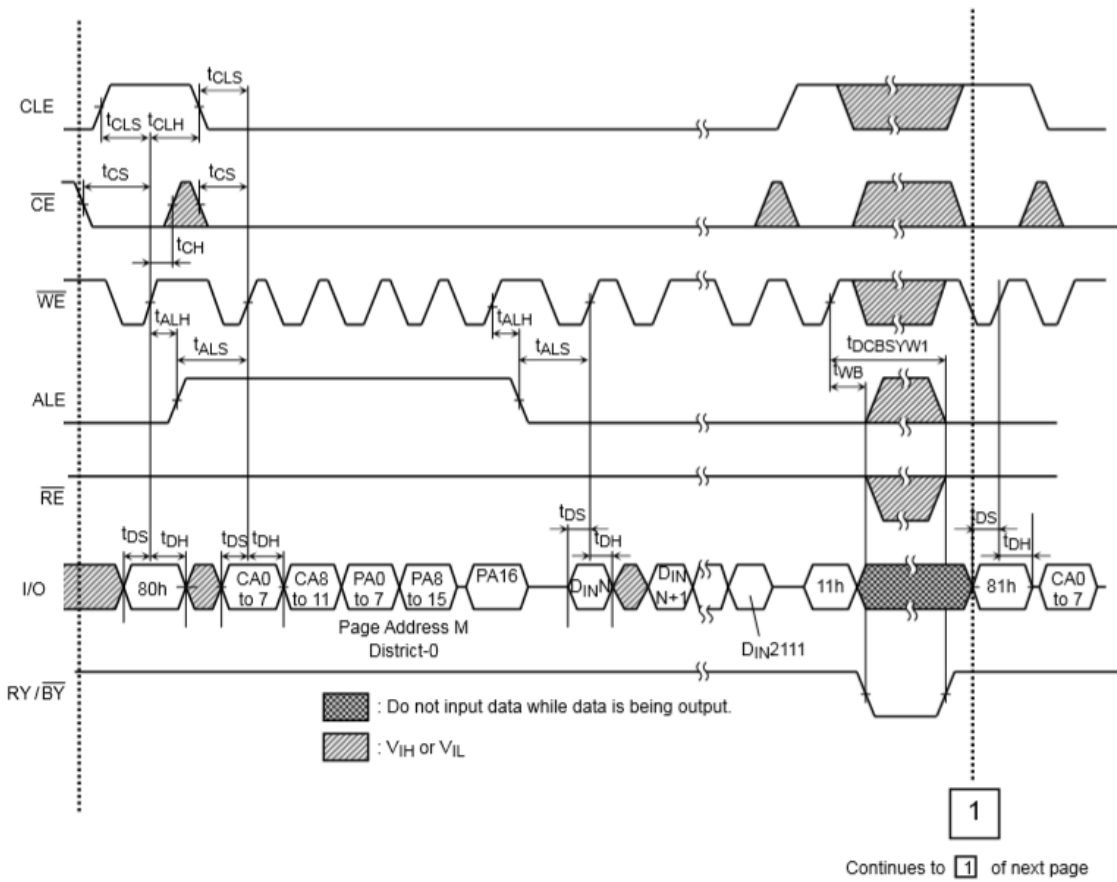 CLE
tCLS
tCLS
tCLH
CE
tCS
tCS
tCH
WE
tALH
tALS
tALH
tALS
tDCBSYW1
tWB
ALE
RE
tDS
tDH
tDS
tDH
tDS
tDH
tDS
tDH
I/O
80h
CA0
to 7
CA8
to 11
PA0
to 7
PA8
to 15
PA16
DINN
DIN
N+1
11h
81h
CA0
to 7
Page Address M
District-0
DIN2111
RY / BY
: Do not input data while data is being output.
: VIH or VIL
1
Continues to 1 of next page